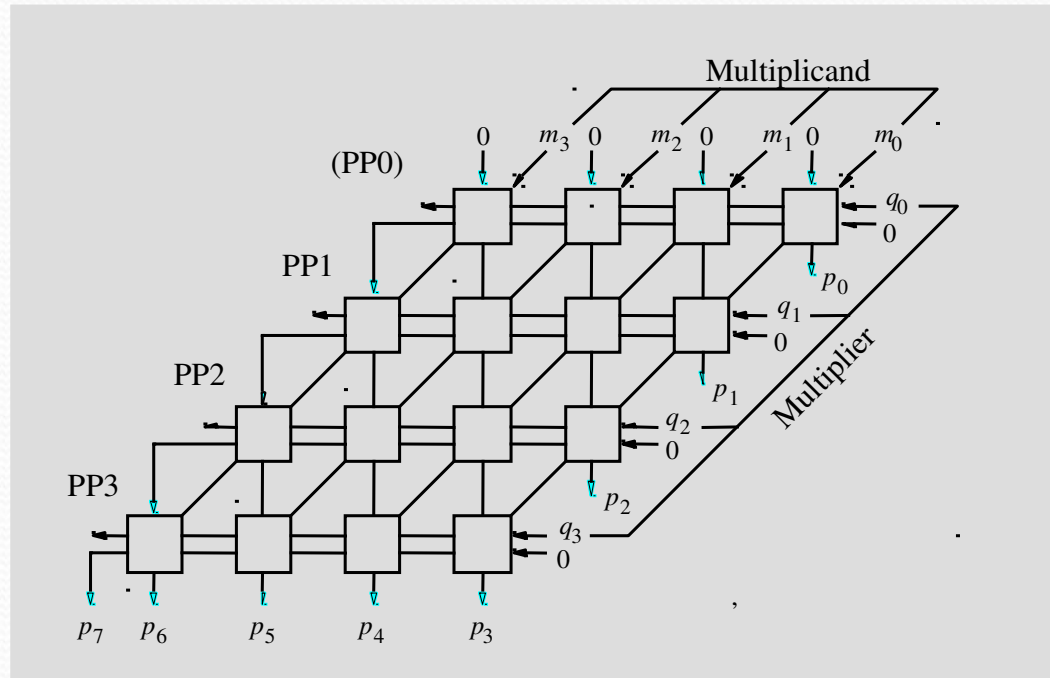 Multiplicand
0 m3 0 m2 0 m1 0 m0
(PP0)
q0
0
PP1
p0
q1
0
PP2
p1
Multiplier
q2
0
PP3
p2
q3
0
,
p7 p6 p5 p4 p3